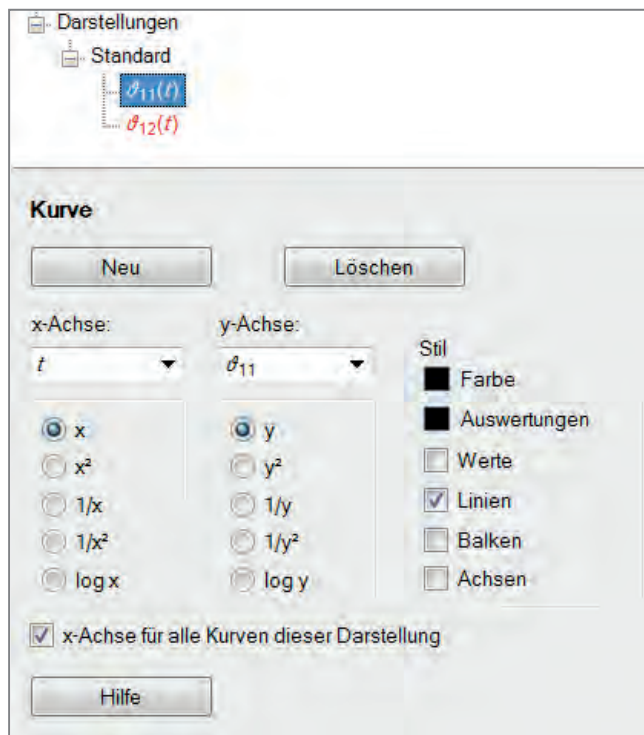 Darstellungen
Standard
ϑ₁₁(t)
ϑ₁₂(t)
Kurve
Neu Löschen
x-Achse: y-Achse:
t ϑ₁₁
Stil
Farbe
Auswertungen
x y
Werte
x² y²
Linien
1/x 1/y
Balken
1/x² 1/y²
Achsen
log x log y
x-Achse für alle Kurven dieser Darstellung
Hilfe